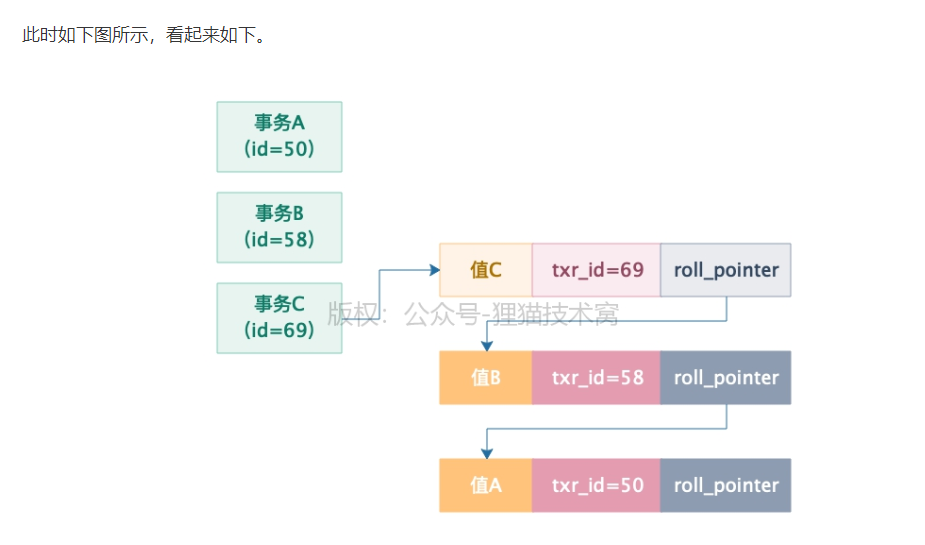 此时如下图所示，看起来如下。
事务A
(id=50)
事务B
(id=58)
事务C
(id=69)
值C txr_id=69 roll_pointer
版权：公众号-狸猫技术窝
值B txr_id=58 roll_pointer
值A txr_id=50 roll_pointer